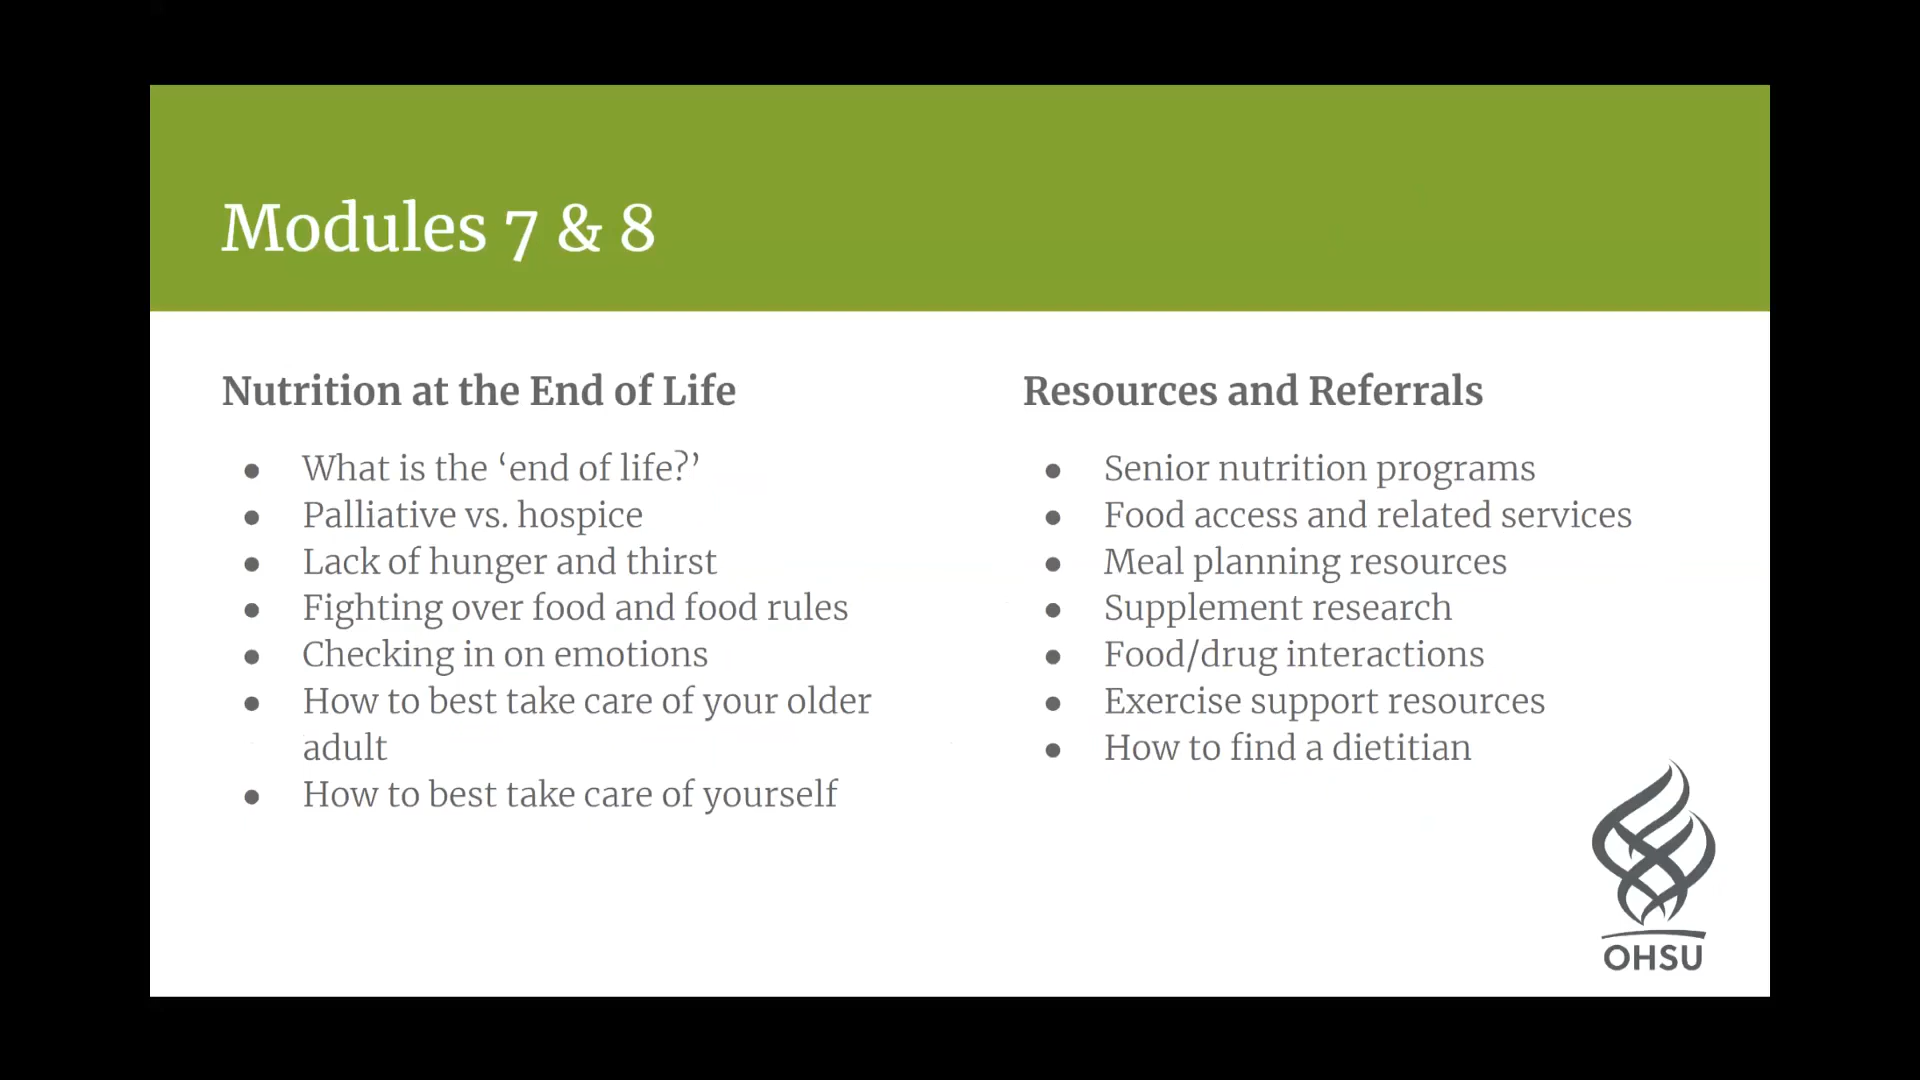 Modules 7 & 8
Nutrition at the End of Life
● What is the ‘end of life?’
● Palliative vs. hospice
● Lack of hunger and thirst
● Fighting over food and food rules
● Checking in on emotions
● How to best take care of your older
adult
● How to best take care of yourself
Resources and Referrals
● Senior nutrition programs
● Food access and related services
● Meal planning resources
● Supplement research
● Food/drug interactions
● Exercise support resources
● How to find a dietitian
OHSU